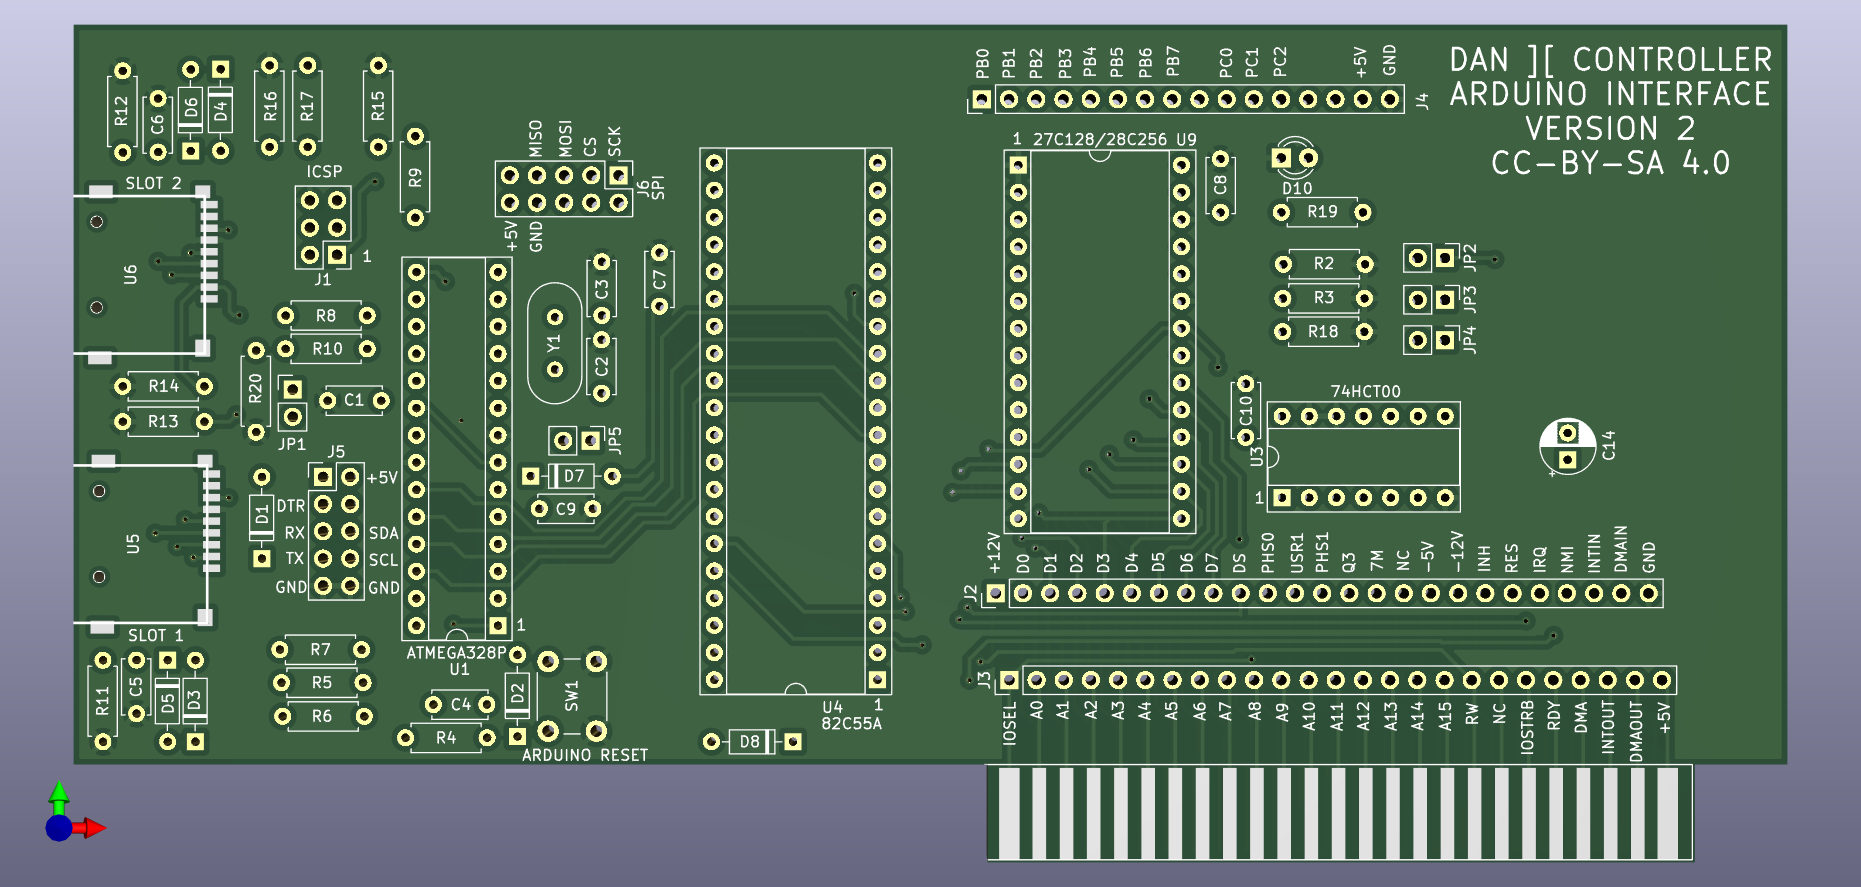 DAN ][ CONTROLLER
ARDUINO INTERFACE
VERSION 2
CC-BY-SA 4.0
PB0 PB1 PB2 PB3 PB4 PB5 PB6 PB7 PC0 PC1 PC2 +5V GND
J4
R12 C6 D6 D4 R16 R17 R15
R9
MISO MOSI CS SCK
J6
SPI
+5V GND
SLOT 2
ICSP
1
J1
U6
1 27C128/28C256 U9
C8
D10
R19
R2
R3
R18
JP2
JP3
JP4
C3
C7
Y1
C2
R8
R10
R14
R13
R20
C1
JP1
JP5
D7
C9
74HCT00
C10
U3
1
C14
+
J5
+5V
DTR
RX SDA
TX SCL
GND GND
D1
U5
SLOT 1
1
ATMEGA328P
U1
+12V D0 D1 D2 D3 D4 D5 D6 D7 DS PHS0 USR1 PHS1 Q3 7M NC -5V -12V INH RES IRQ NMI INTIN DMAIN GND
J2
R7
R5
R6
R11 C5 D5 D3
C4
R4
D2
SW1
ARDUINO RESET
D8
U4 1
82C55A
J3
IOSEL A0 A1 A2 A3 A4 A5 A6 A7 A8 A9 A10 A11 A12 A13 A14 A15 RW NC IOSTRB RDY DMA INTOUT DMAOUT +5V